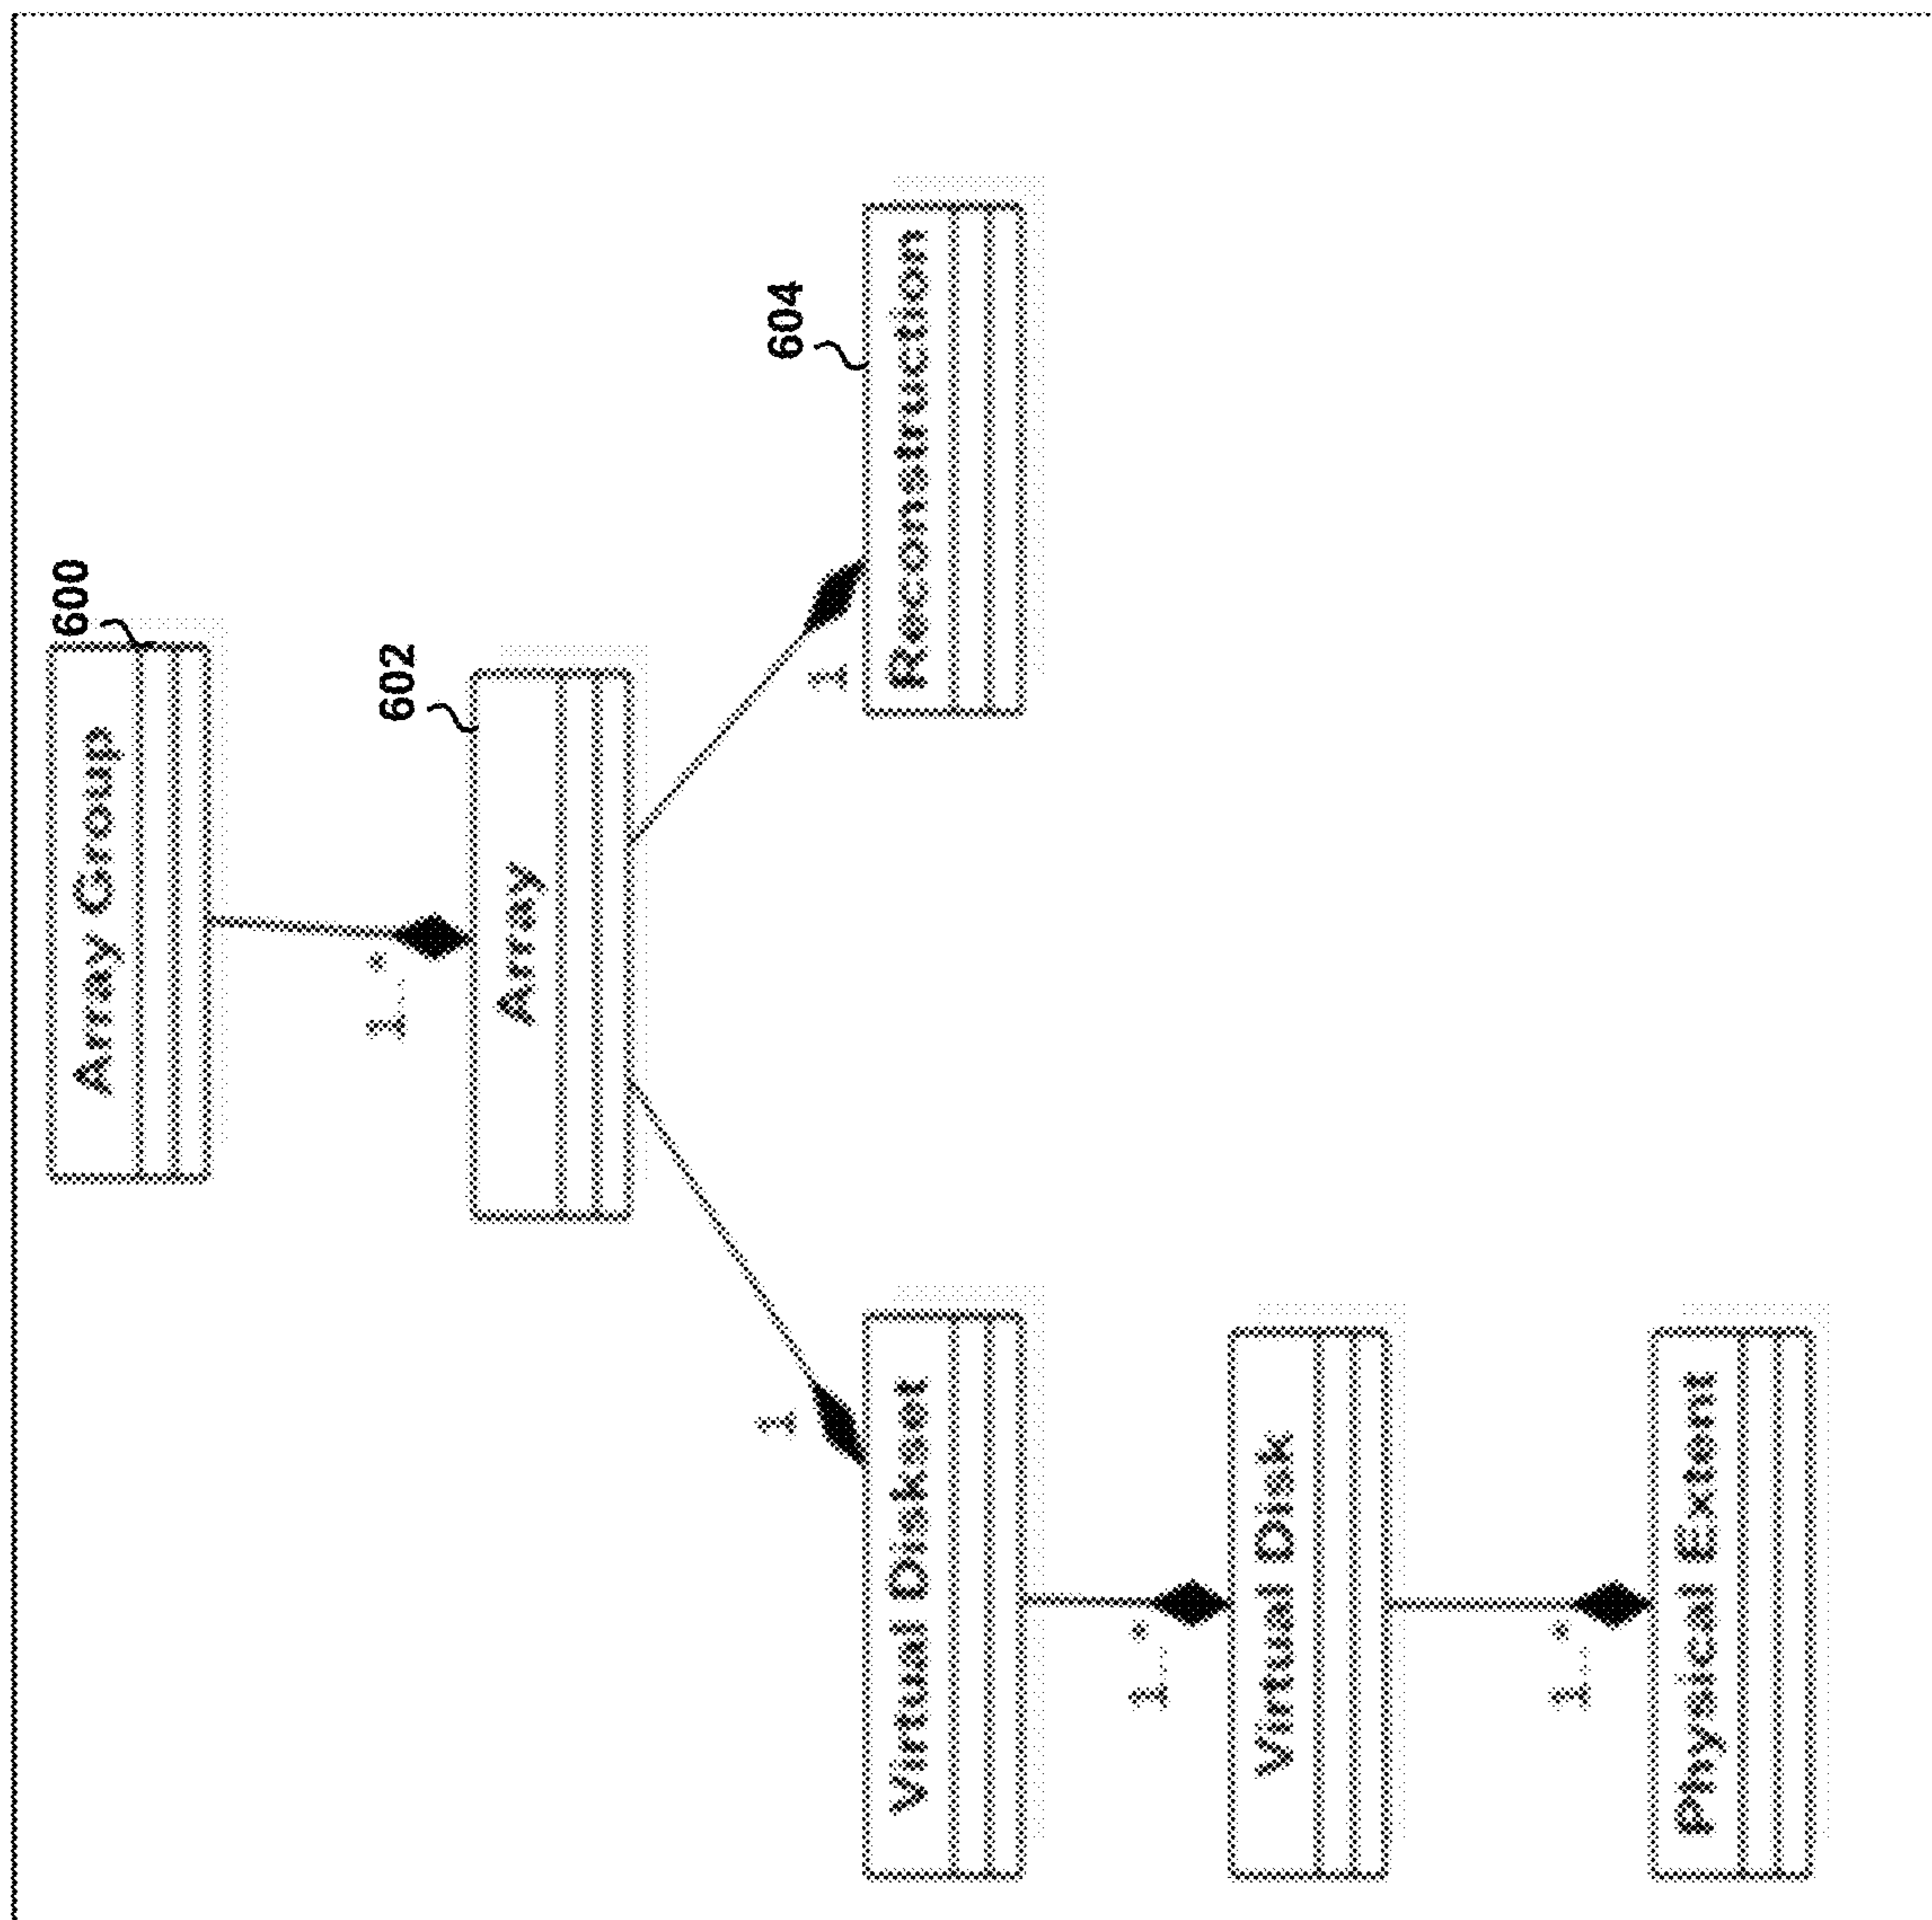 Array Group
600
1..*
602
Array
1
1
604
Virtual Diskset
Reconstruction
1..*
Virtual Disk
1..*
Physical Extent